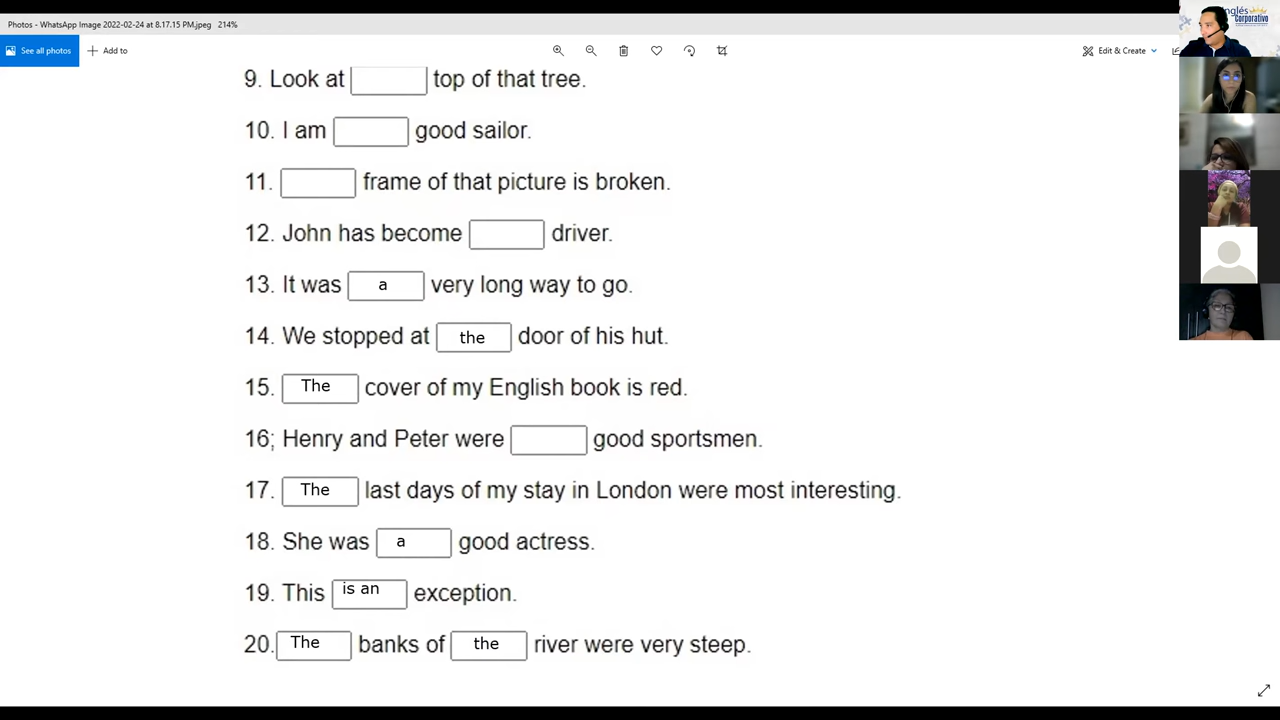 Photos - WhatsApp Image 2022-02-24 at 8.17.15 PM.jpeg 214%
See all photos Add to Edit & Create
Inglés
Corporativo
9. Look at top of that tree.
10. I am good sailor.
11. frame of that picture is broken.
12. John has become driver.
13. It was a very long way to go.
14. We stopped at the door of his hut.
15. The cover of my English book is red.
16; Henry and Peter were good sportsmen.
17. The last days of my stay in London were most interesting.
18. She was a good actress.
19. This is an exception.
20. The banks of the river were very steep.